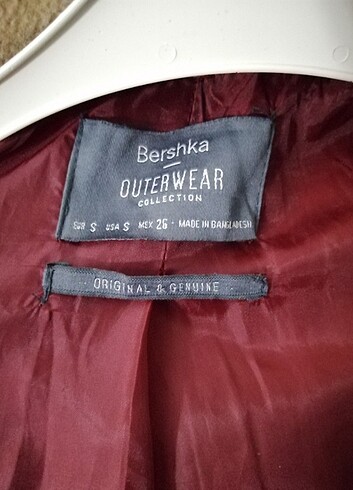 Bershka
OUTERWEAR
COLLECTION
EUR S USA S MEX 26 - MADE IN BANGLADESH
ORIGINAL & GENUINE